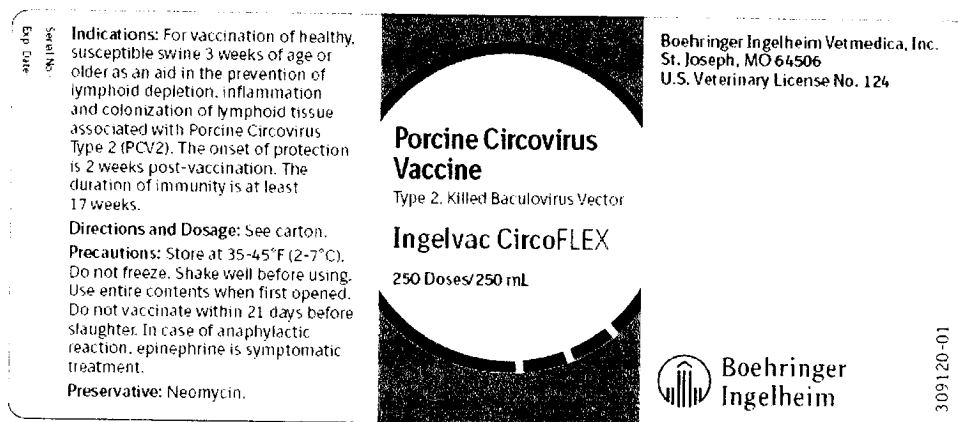 Serial No.
Exp. Date
Indications: For vaccination of healthy,
susceptible swine 3 weeks of age or
older as an aid in the prevention of
lymphoid depletion, inflammation
and colonization of lymphoid tissue
associated with Porcine Circovirus
Type 2 (PCV2). The onset of protection
is 2 weeks post-vaccination. The
duration of immunity is at least
17 weeks.
Directions and Dosage: See carton.
Precautions: Store at 35-45°F (2-7°C).
Do not freeze. Shake well before using.
Use entire contents when first opened.
Do not vaccinate within 21 days before
slaughter. In case of anaphylactic
reaction, epinephrine is symptomatic
treatment.
Preservative: Neomycin.
Porcine Circovirus
Vaccine
Type 2, Killed Baculovirus Vector
Ingelvac CircoFLEX
250 Doses/250 mL
Boehringer Ingelheim Vetmedica, Inc.
St. Joseph, MO 64506
U.S. Veterinary License No. 124
Boehringer
Ingelheim
309120-01